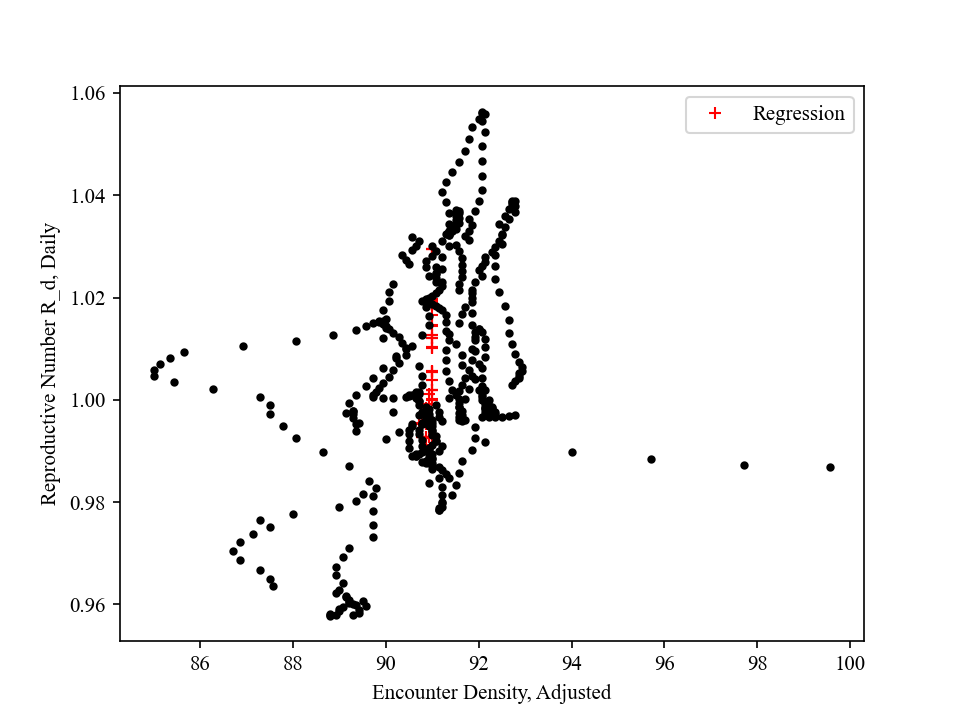 1.06
Regression
1.04
1.02
1.00
0.98
0.96
Reproductive Number R_d, Daily
86 88 90 92 94 96 98 100
Encounter Density, Adjusted